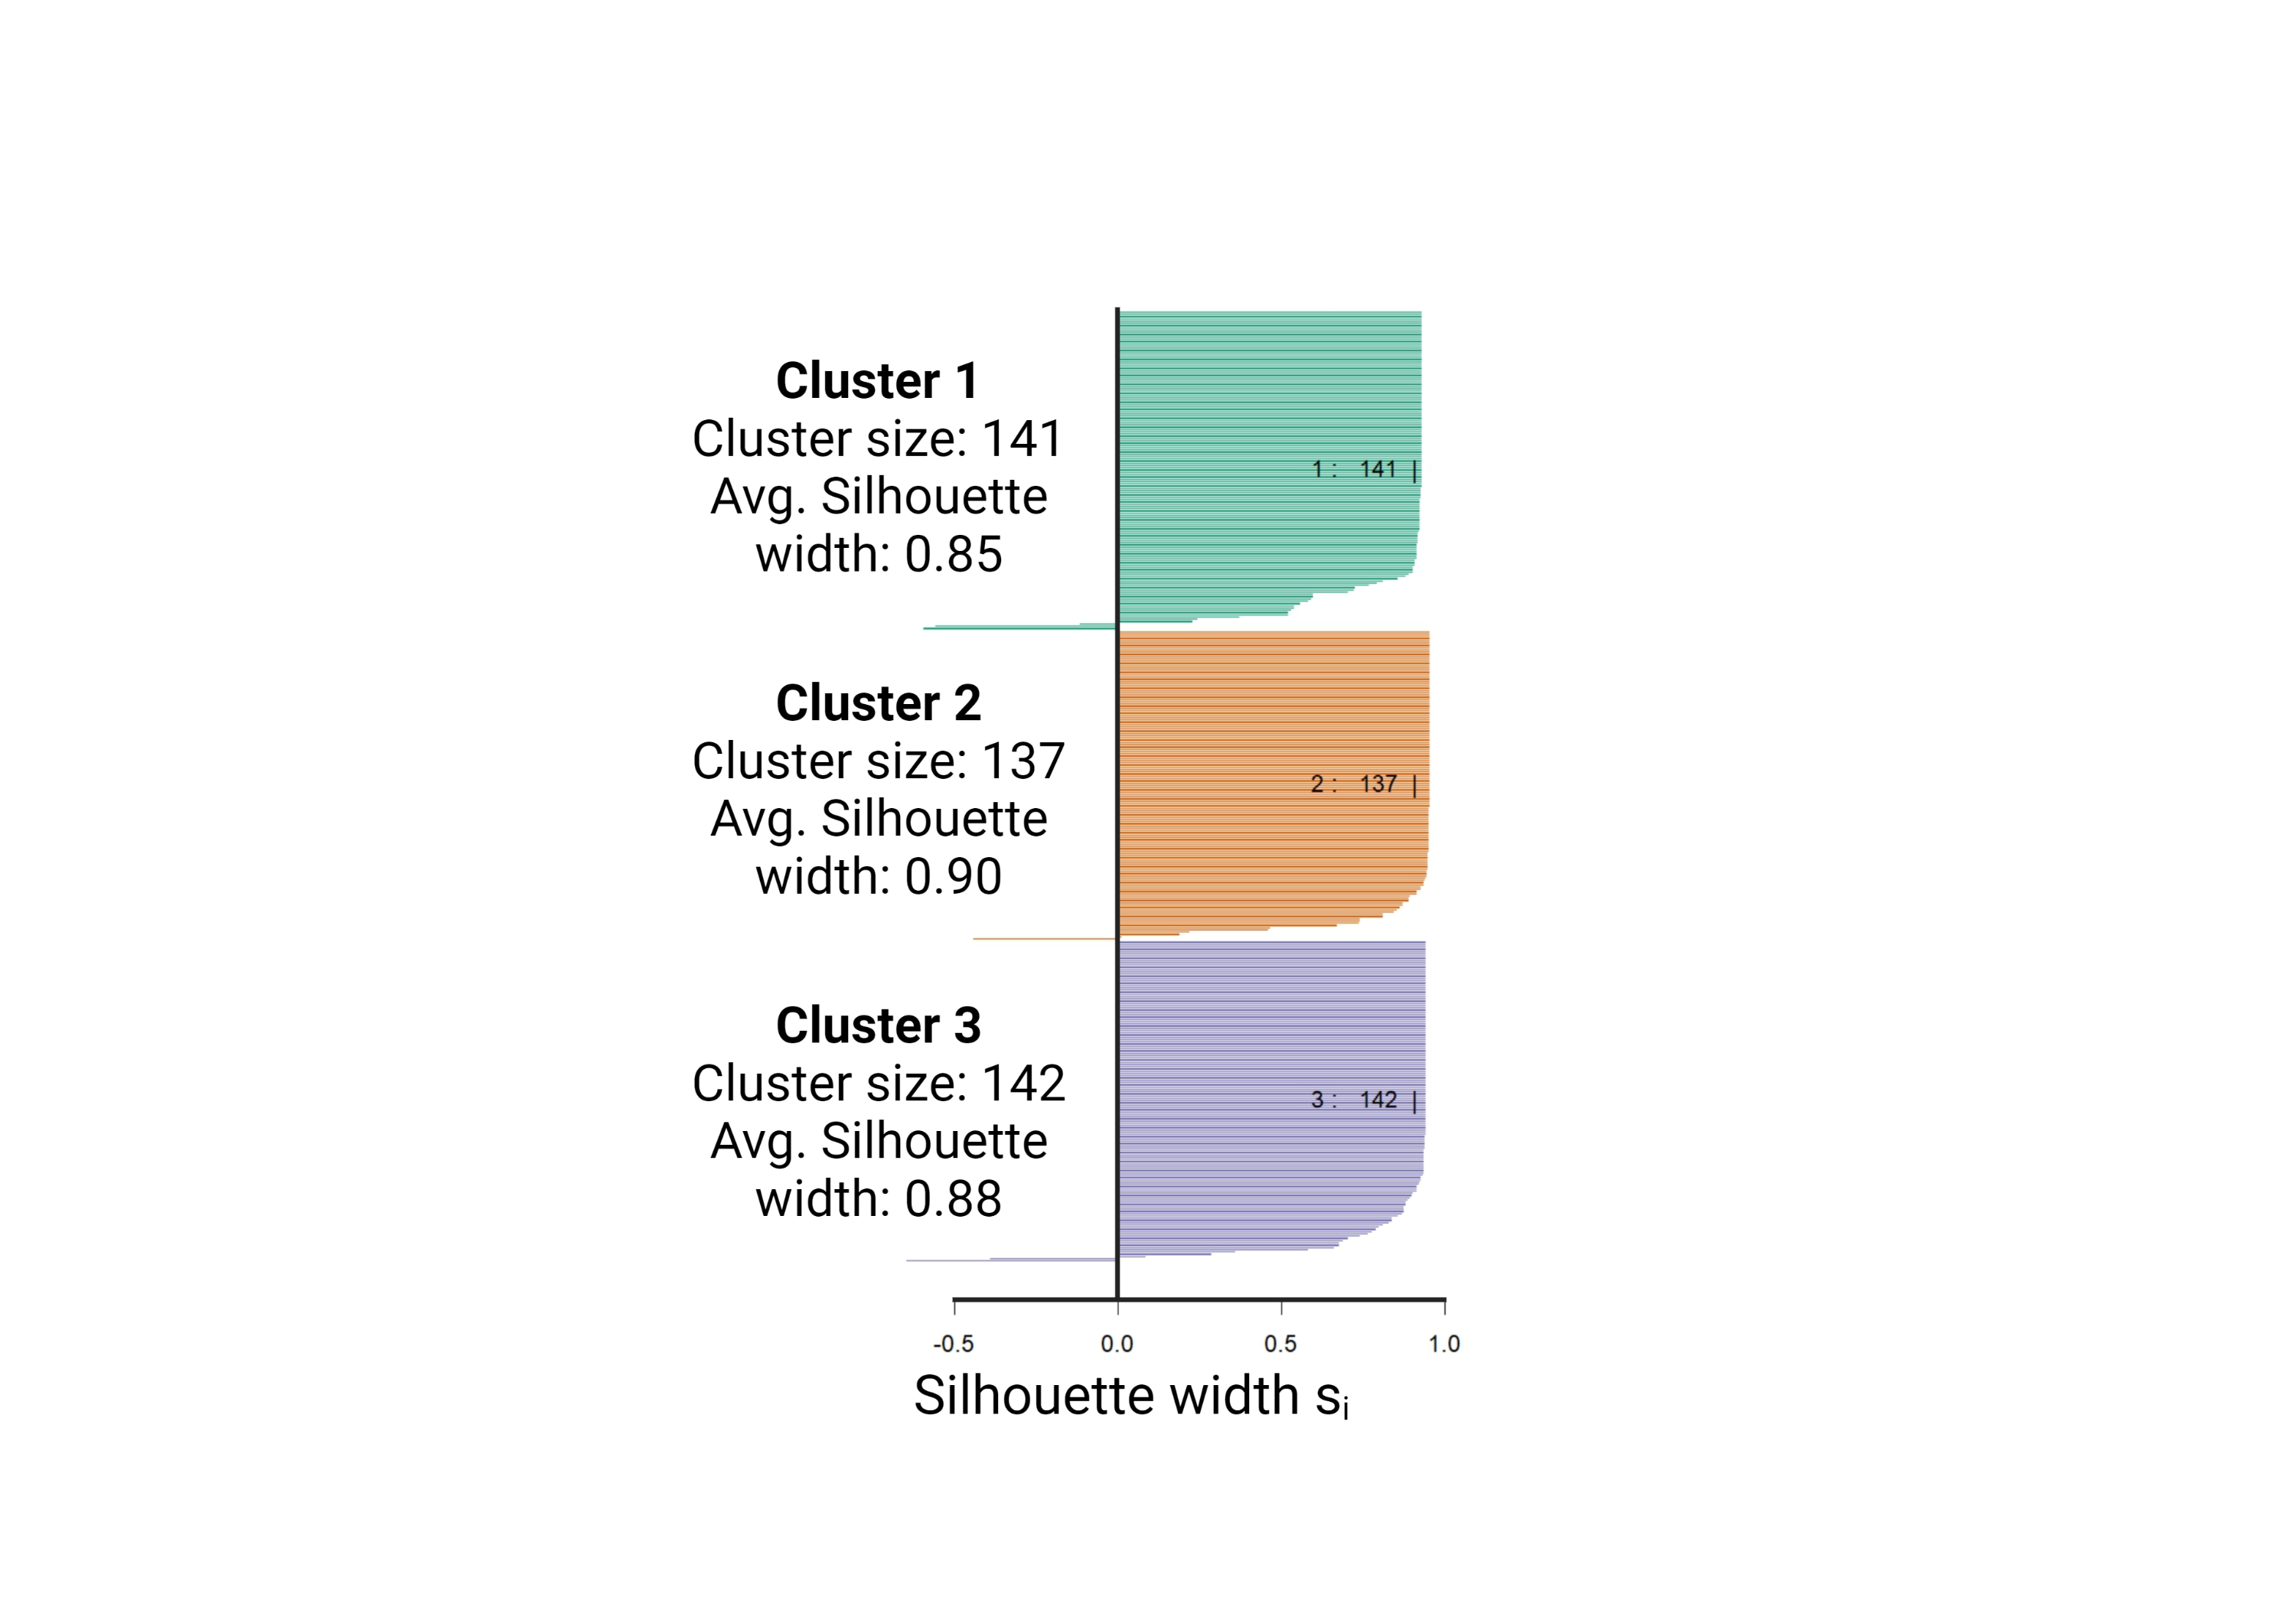 Cluster 1
Cluster size: 141
Avg. Silhouette
width: 0.85
1 : 141 |
Cluster 2
Cluster size: 137
Avg. Silhouette
width: 0.90
2 : 137 |
Cluster 3
Cluster size: 142
Avg. Silhouette
width: 0.88
3 : 142 |
-0.5 0.0 0.5 1.0
Silhouette width sᵢ